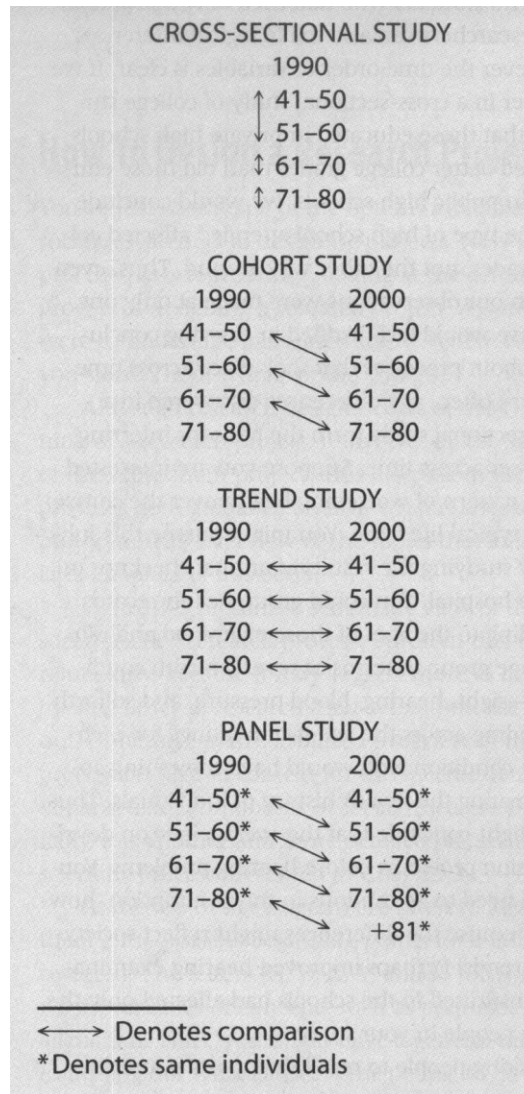 CROSS-SECTIONAL STUDY
1990
41–50
51–60
61–70
71–80
COHORT STUDY
1990 2000
41–50 41–50
51–60 51–60
61–70 61–70
71–80 71–80
TREND STUDY
1990 2000
41–50 ⟷ 41–50
51–60 ⟷ 51–60
61–70 ⟷ 61–70
71–80 ⟷ 71–80
PANEL STUDY
1990 2000
41–50* 41–50*
51–60* 51–60*
61–70* 61–70*
71–80* 71–80*
+81*
⟷ Denotes comparison
*Denotes same individuals